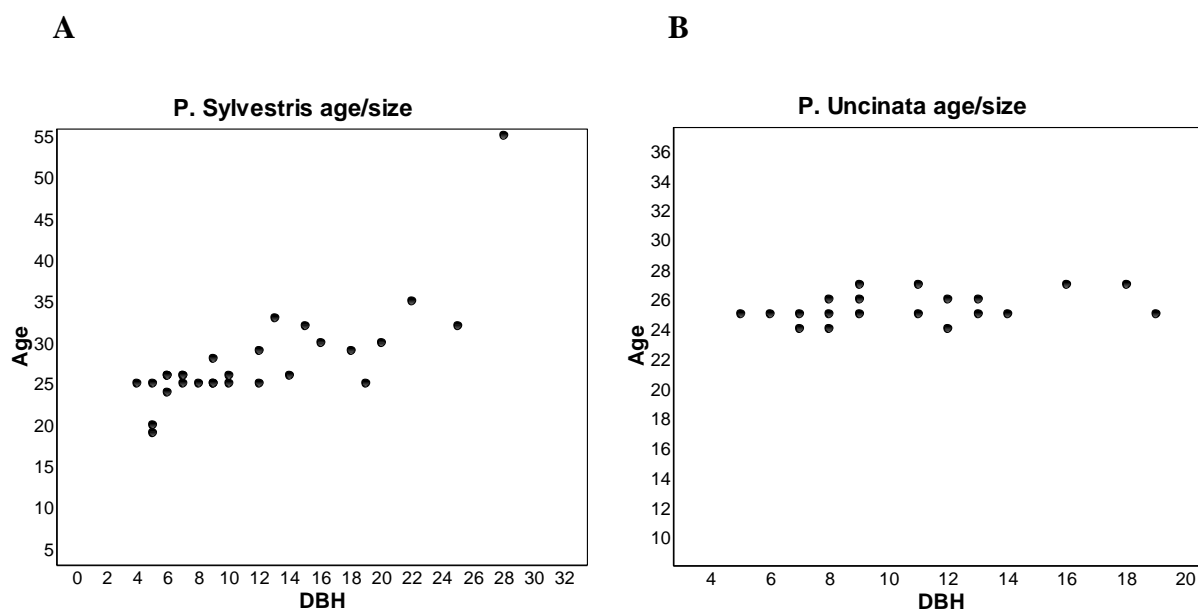 A
B
P. Sylvestris age/size
55
50
45
40
35
30
25
20
15
10
5
Age
0 2 4 6 8 10 12 14 16 18 20 22 24 26 28 30 32
DBH
P. Uncinata age/size
36
34
32
30
28
26
24
22
20
18
16
14
12
10
Age
4 6 8 10 12 14 16 18 20
DBH